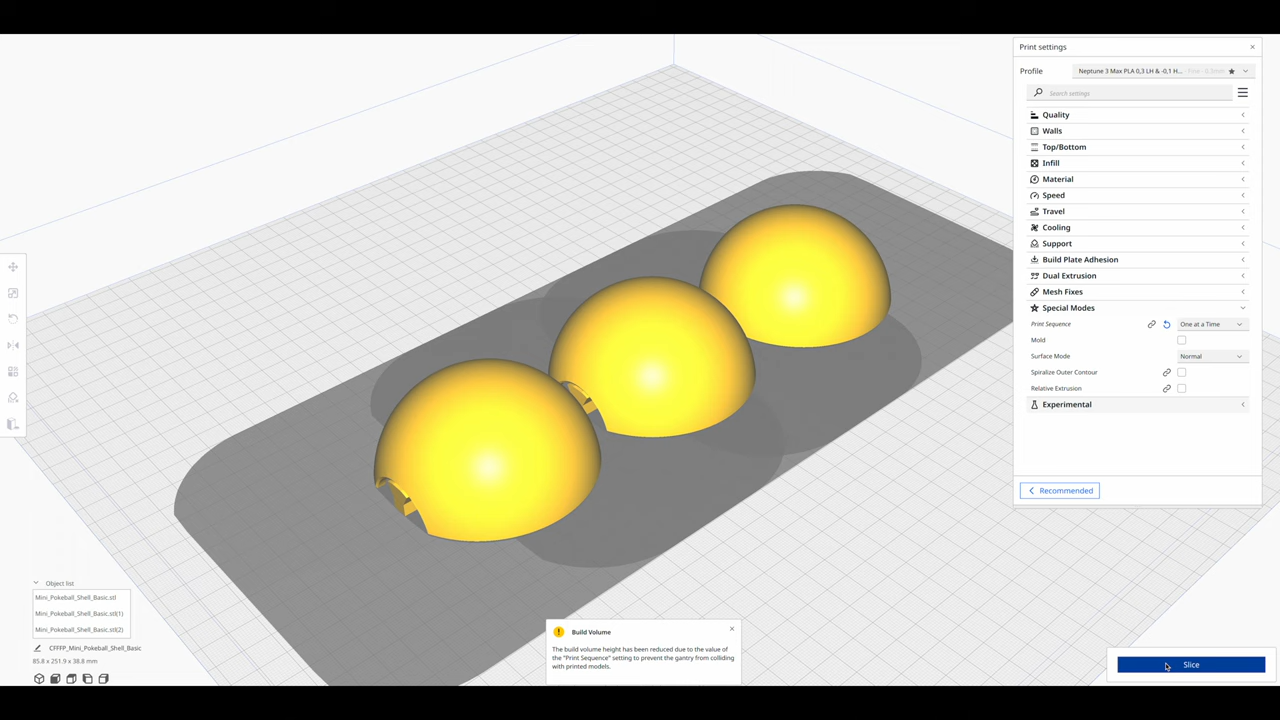 Print settings
Profile
Neptune 3 Max PLA 0,3 LH & -0,1 H...
Search settings
Quality
Walls
Top/Bottom
Infill
Material
Speed
Travel
Cooling
Support
Build Plate Adhesion
Dual Extrusion
Mesh Fixes
Special Modes
Print Sequence
One at a Time
Mold
Surface Mode
Normal
Spiralize Outer Contour
Relative Extrusion
Experimental
Recommended
Object list
Mini_Pokeball_Shell_Basic.stl
Mini_Pokeball_Shell_Basic.stl(1)
Mini_Pokeball_Shell_Basic.stl(2)
CFFFP_Mini_Pokeball_Shell_Basic
85.8 x 251.9 x 38.8 mm
Build Volume
The build volume height has been reduced due to the value of
the "Print Sequence" setting to prevent the gantry from colliding
with printed models.
Slice